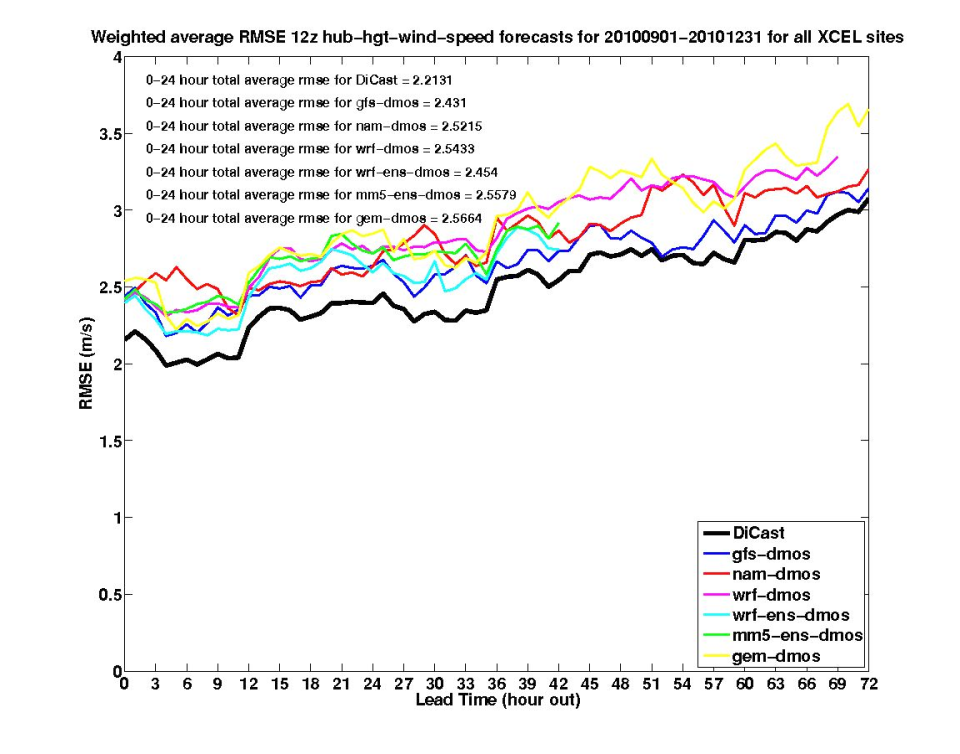 Weighted average RMSE 12z hub-hgt-wind-speed forecasts for 20100901-20101231 for all XCEL sites
0-24 hour total average rmse for DiCast = 2.2131
0-24 hour total average rmse for gfs-dmos = 2.431
0-24 hour total average rmse for nam-dmos = 2.5215
0-24 hour total average rmse for wrf-dmos = 2.5433
0-24 hour total average rmse for wrf-ens-dmos = 2.454
0-24 hour total average rmse for mm5-ens-dmos = 2.5579
0-24 hour total average rmse for gem-dmos = 2.5664
4
3.5
3
2.5
2
1.5
1
0.5
0
RMSE (m/s)
DiCast
gfs-dmos
nam-dmos
wrf-dmos
wrf-ens-dmos
mm5-ens-dmos
gem-dmos
0 3 6 9 12 15 18 21 24 27 30 33 36 39 42 45 48 51 54 57 60 63 66 69 72
Lead Time (hour out)